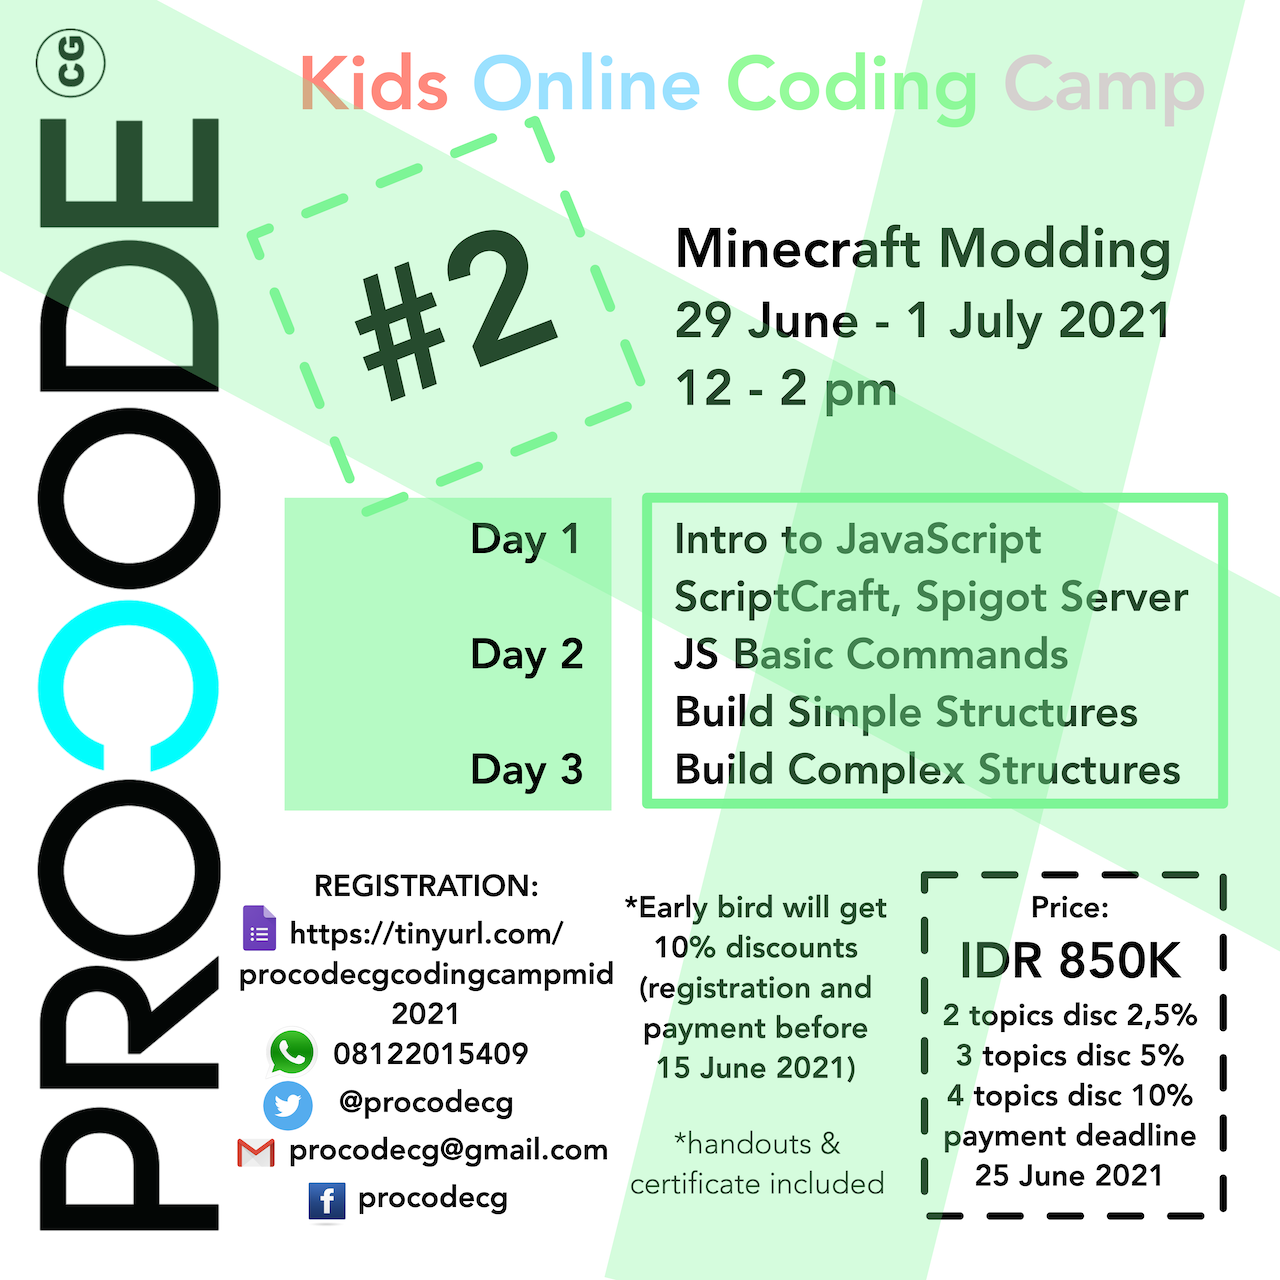 CG
PROCODE
Kids Online Coding Camp
#2
Minecraft Modding
29 June - 1 July 2021
12 - 2 pm
Day 1
Intro to JavaScript
ScriptCraft, Spigot Server
Day 2
JS Basic Commands
Build Simple Structures
Day 3
Build Complex Structures
REGISTRATION:
https://tinyurl.com/
procodecgcodingcampmid
2021
08122015409
@procodecg
procodecg@gmail.com
procodecg
*Early bird will get
10% discounts
(registration and
payment before
15 June 2021)
*handouts &
certificate included
Price:
IDR 850K
2 topics disc 2,5%
3 topics disc 5%
4 topics disc 10%
payment deadline
25 June 2021